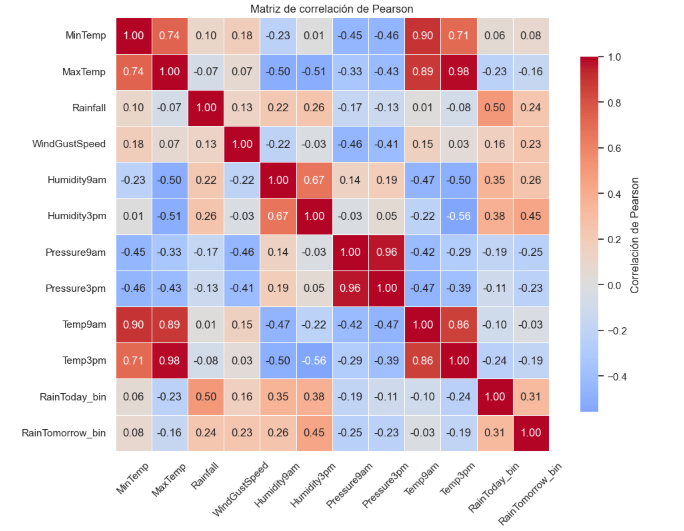 Matriz de correlación de Pearson
MinTemp 1.00 0.74 0.10 0.18 -0.23 0.01 -0.45 -0.46 0.90 0.71 0.06 0.08
MaxTemp 0.74 1.00 -0.07 0.07 -0.50 -0.51 -0.33 -0.43 0.89 0.98 -0.23 -0.16
Rainfall 0.10 -0.07 1.00 0.13 0.22 0.26 -0.17 -0.13 0.01 -0.08 0.50 0.24
WindGustSpeed 0.18 0.07 0.13 1.00 -0.22 -0.03 -0.46 -0.41 0.15 0.03 0.16 0.23
Humidity9am -0.23 -0.50 0.22 -0.22 1.00 0.67 0.14 0.19 -0.47 -0.50 0.35 0.26
Humidity3pm 0.01 -0.51 0.26 -0.03 0.67 1.00 -0.03 0.05 -0.22 -0.56 0.38 0.45
Pressure9am -0.45 -0.33 -0.17 -0.46 0.14 -0.03 1.00 0.96 -0.42 -0.29 -0.19 -0.25
Pressure3pm -0.46 -0.43 -0.13 -0.41 0.19 0.05 0.96 1.00 -0.47 -0.39 -0.11 -0.23
Temp9am 0.90 0.89 0.01 0.15 -0.47 -0.22 -0.42 -0.47 1.00 0.86 -0.10 -0.03
Temp3pm 0.71 0.98 -0.08 0.03 -0.50 -0.56 -0.29 -0.39 0.86 1.00 -0.24 -0.19
RainToday_bin 0.06 -0.23 0.50 0.16 0.35 0.38 -0.19 -0.11 -0.10 -0.24 1.00 0.31
RainTomorrow_bin 0.08 -0.16 0.24 0.23 0.26 0.45 -0.25 -0.23 -0.03 -0.19 0.31 1.00
MinTemp
MaxTemp
Rainfall
WindGustSpeed
Humidity9am
Humidity3pm
Pressure9am
Pressure3pm
Temp9am
Temp3pm
RainToday_bin
RainTomorrow_bin
1.0
0.8
0.6
0.4
0.2
0.0
−0.2
−0.4
Correlación de Pearson